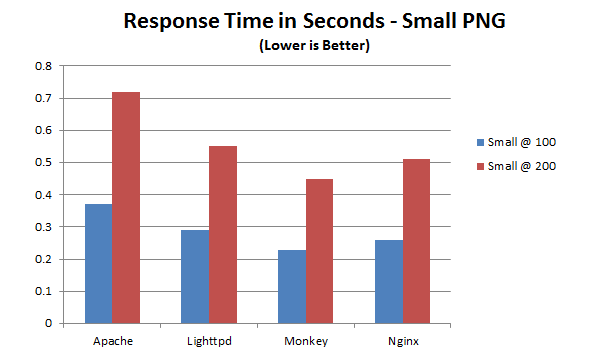 Response Time in Seconds - Small PNG
(Lower is Better)
0.8
0.7
0.6
0.5
0.4
0.3
0.2
0.1
0
Apache Lighttpd Monkey Nginx
Small @ 100
Small @ 200